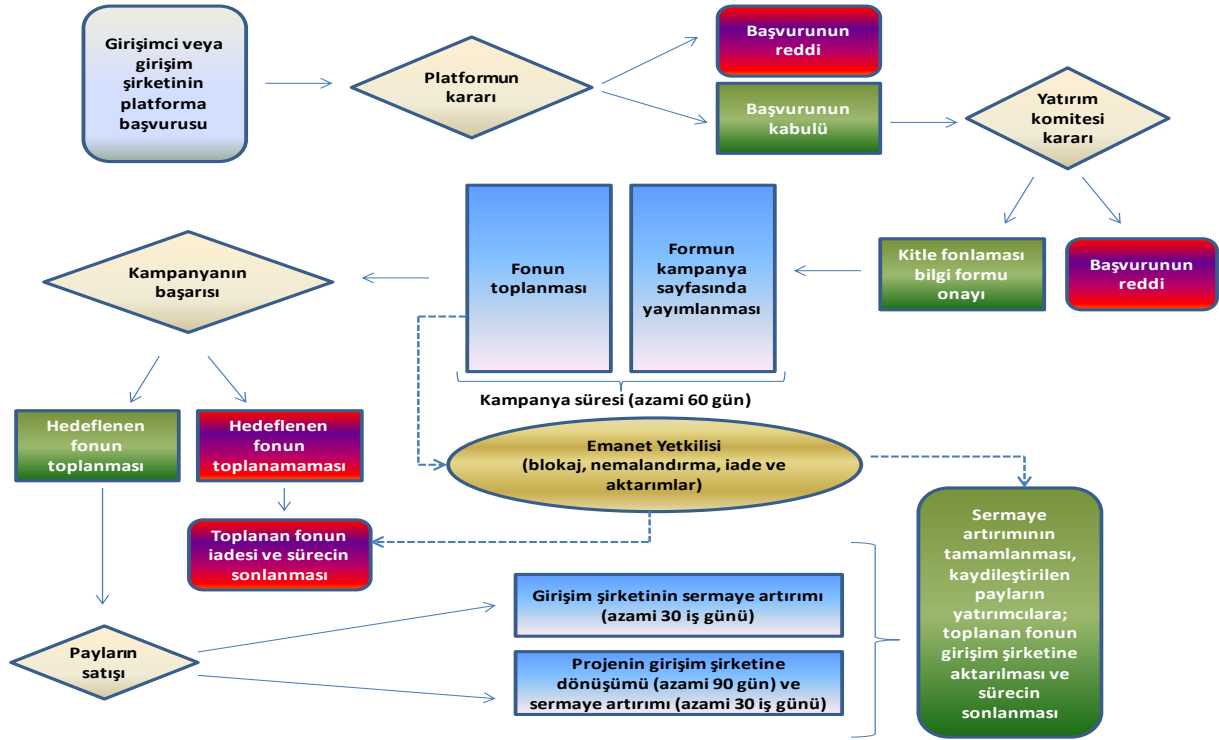 Girişimci veya
girişim
şirketinin
platforma
başvurusu
Platformun
kararı
Başvurunun
reddi
Başvurunun
kabulü
Yatırım
komitesi
kararı
Kitle fonlaması
bilgi formu
onayı
Başvurunun
reddi
Formun
kampanya
sayfasında
yayımlanması
Fonun
toplanması
Kampanya süresi (azami 60 gün)
Kampanyanın
başarısı
Hedeflenen
fonun
toplanması
Hedeflenen
fonun
toplanamaması
Emanet Yetkilisi
(blokaj, nemalandırma, iade ve
aktarımlar)
Toplanan fonun
iadesi ve sürecin
sonlanması
Payların
satışı
Girişim şirketinin sermaye artırımı
(azami 30 iş günü)
Projenin girişim şirketine
dönüşümü (azami 90 gün) ve
sermaye artırımı (azami 30 iş günü)
Sermaye
artırımının
tamamlanması,
kaydileştirilen
payların
yatırımcılara;
toplanan fonun
girişim şirketine
aktarılması ve
sürecin
sonlanması